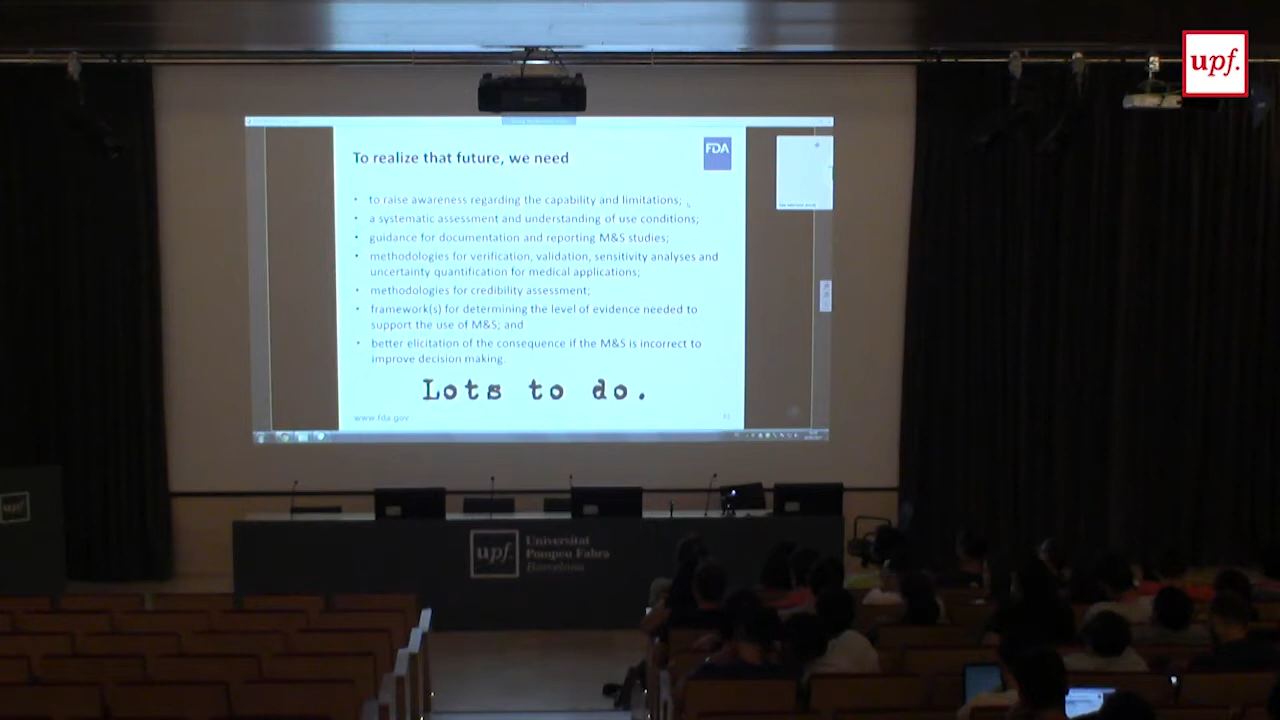 upf.
To realize that future, we need
FDA
• to raise awareness regarding the capability and limitations;
• a systematic assessment and understanding of use conditions;
• guidance for documentation and reporting M&S studies;
• methodologies for verification, validation, sensitivity analyses and
uncertainty quantification for medical applications;
• methodologies for credibility assessment;
• framework(s) for determining the level of evidence needed to
support the use of M&S; and
• better elicitation of the consequence if the M&S is incorrect to
improve decision making.
Lots to do.
www.fda.gov
upf.
upf.
Universitat
Pompeu Fabra
Barcelona